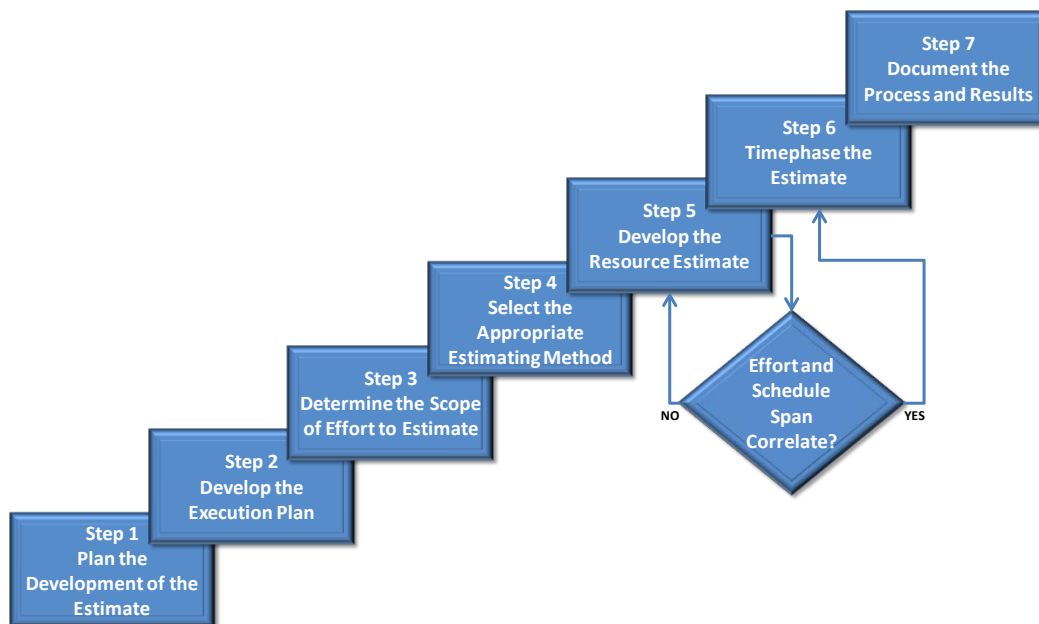 Step 7
Document the
Process and Results
Step 6
Timephase the
Estimate
Step 5
Develop the
Resource Estimate
Step 4
Select the
Appropriate
Estimating Method
Effort and
Schedule
Span
Correlate?
NO
YES
Step 3
Determine the Scope
of Effort to Estimate
Step 2
Develop the
Execution Plan
Step 1
Plan the
Development of the
Estimate